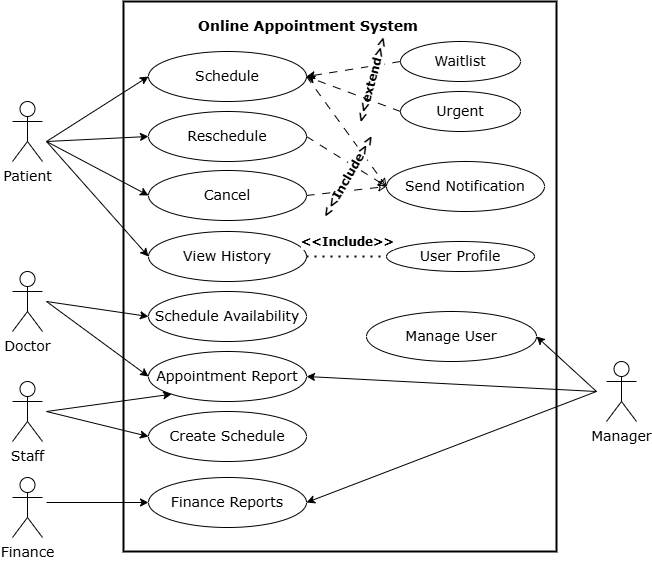 Online Appointment System
Schedule
Waitlist
<<extend>>
Urgent
Patient
Reschedule
Cancel
<<Include>>
Send Notification
View History
<<Include>>
User Profile
Doctor
Schedule Availability
Manage User
Appointment Report
Staff
Create Schedule
Manager
Finance Reports
Finance